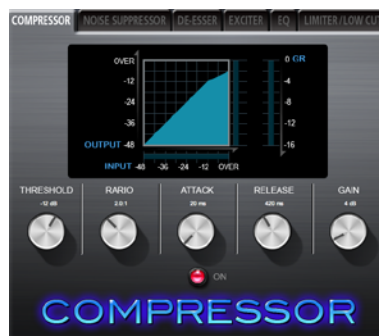 COMPRESSOR NOISE SUPPRESSOR DE-ESSER EXCITER EQ LIMITER / LOW CUT
OVER 0 GR
-12 -4
-24 -8
-36 -12
OUTPUT -48 -16
INPUT -48 -36 -24 -12 OVER
THRESHOLD RARIO ATTACK RELEASE GAIN
-12 dB 2.0:1 20 ms 420 ms 4 dB
ON
COMPRESSOR